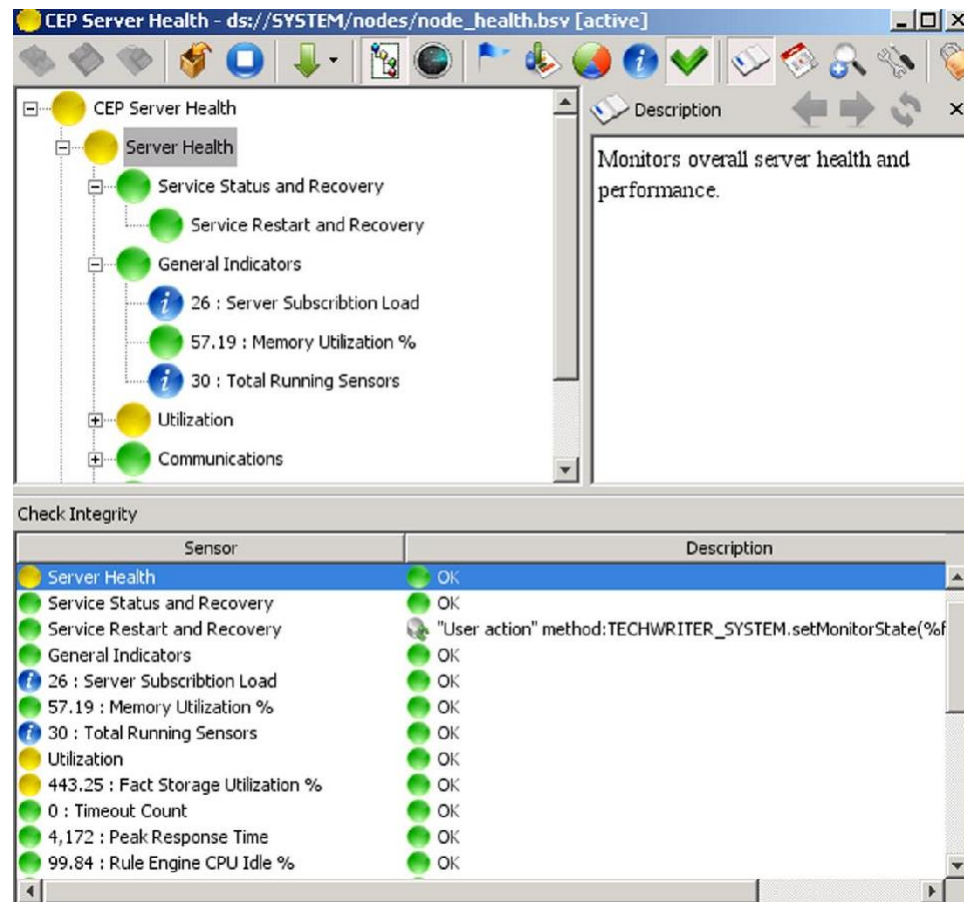 CEP Server Health - ds://SYSTEM/nodes/node_health.bsv [active]
CEP Server Health
Server Health
Service Status and Recovery
Service Restart and Recovery
General Indicators
26 : Server Subscribtion Load
57.19 : Memory Utilization %
30 : Total Running Sensors
Utilization
Communications
Description
Monitors overall server health and
performance.
Check Integrity
Sensor Description
Server Health OK
Service Status and Recovery OK
Service Restart and Recovery "User action" method:TECHWRITER_SYSTEM.setMonitorState(%f
General Indicators OK
26 : Server Subscribtion Load OK
57.19 : Memory Utilization % OK
30 : Total Running Sensors OK
Utilization OK
443.25 : Fact Storage Utilization % OK
0 : Timeout Count OK
4,172 : Peak Response Time OK
99.84 : Rule Engine CPU Idle % OK